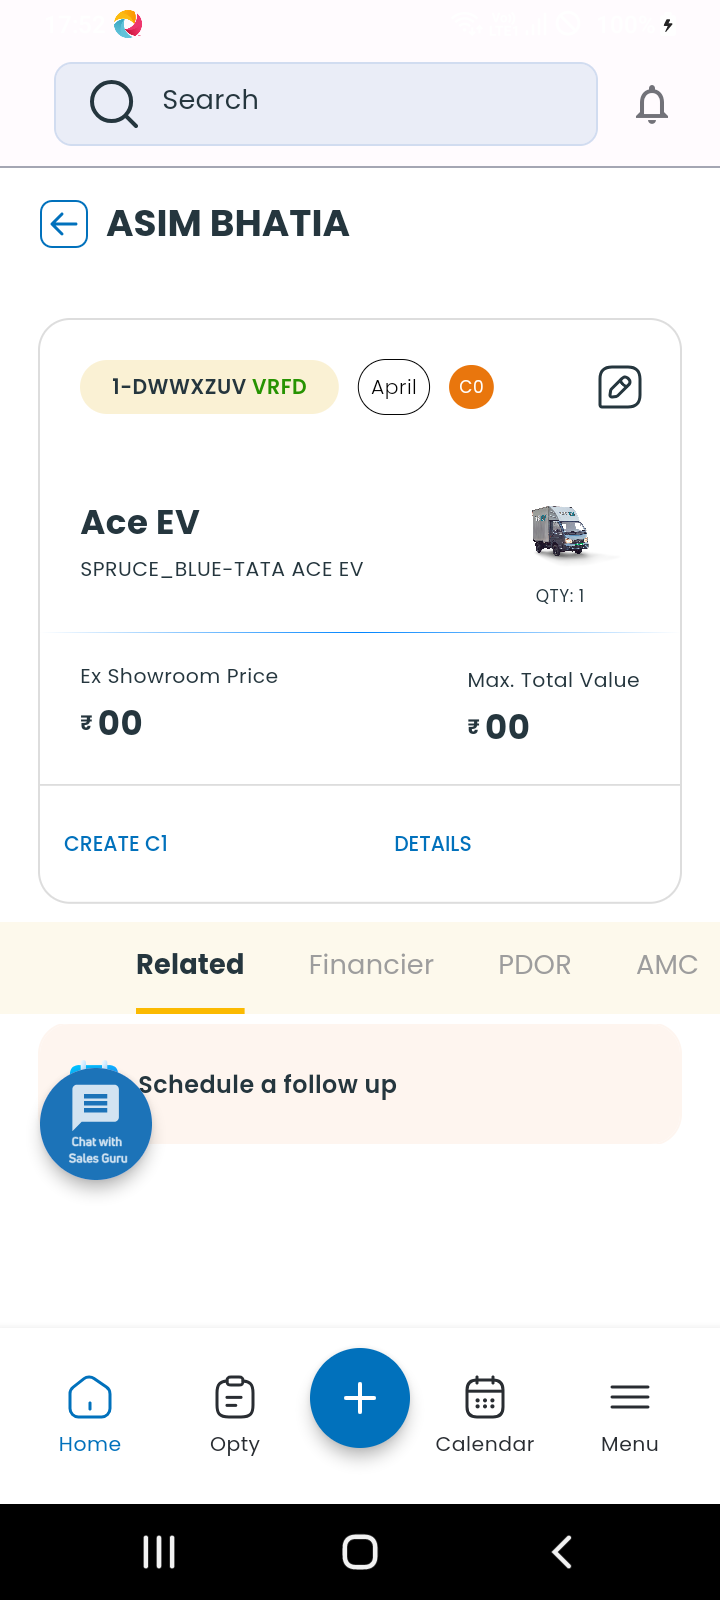 Search
ASIM BHATIA
1-DWWXZUV VRFD
April
C0
Ace EV
SPRUCE_BLUE-TATA ACE EV
QTY: 1
Ex Showroom Price
Max. Total Value
₹ 00
₹ 00
CREATE C1
DETAILS
Related
Financier
PDOR
AMC
Schedule a follow up
Chat with
Sales Guru
Home
Opty
Calendar
Menu